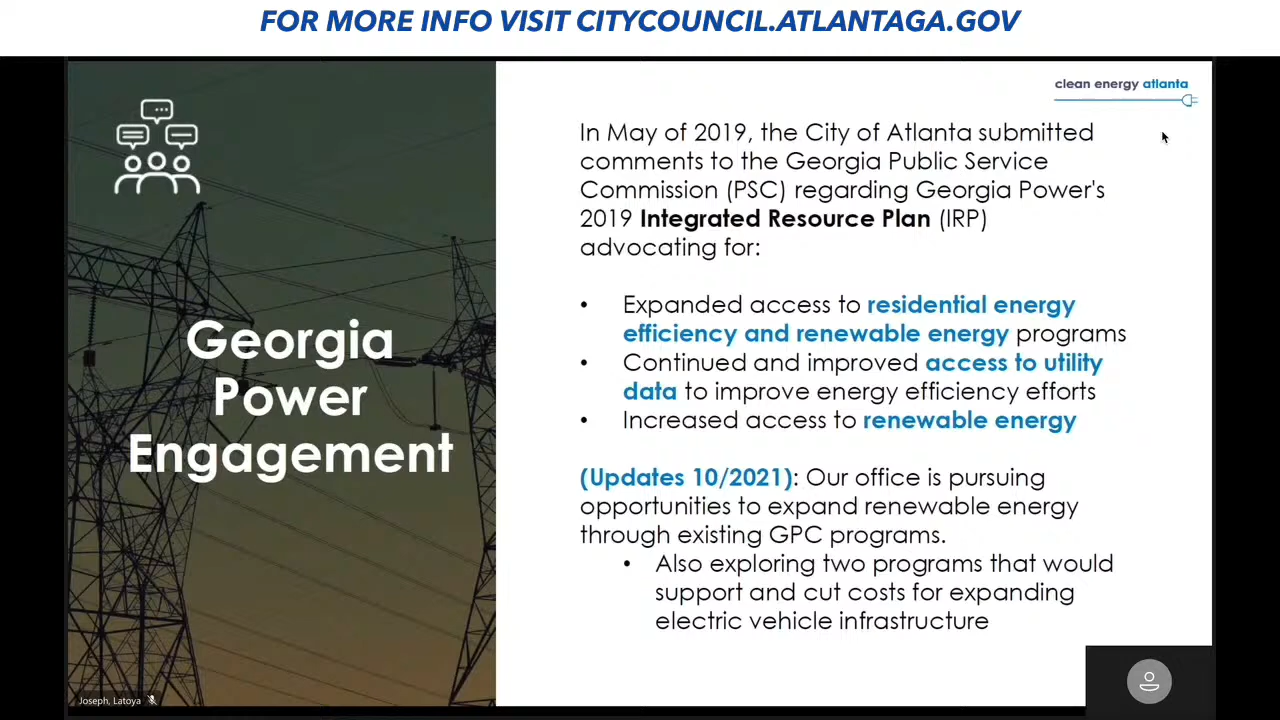 FOR MORE INFO VISIT CITYCOUNCIL.ATLANTAGA.GOV
clean energy atlanta
Georgia
Power
Engagement
In May of 2019, the City of Atlanta submitted
comments to the Georgia Public Service
Commission (PSC) regarding Georgia Power's
2019 Integrated Resource Plan (IRP)
advocating for:
• Expanded access to residential energy
efficiency and renewable energy programs
• Continued and improved access to utility
data to improve energy efficiency efforts
• Increased access to renewable energy
(Updates 10/2021): Our office is pursuing
opportunities to expand renewable energy
through existing GPC programs.
• Also exploring two programs that would
support and cut costs for expanding
electric vehicle infrastructure
Joseph, Latoya